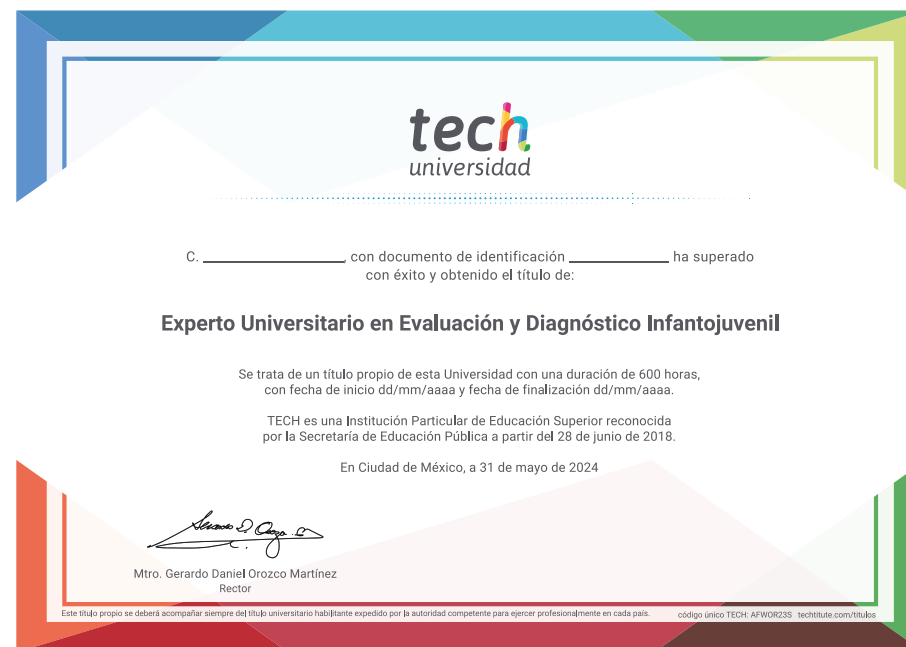 tech
universidad
C. ____________, con documento de identificación ____________ ha superado
con éxito y obtenido el título de:
Experto Universitario en Evaluación y Diagnóstico Infantojuvenil
Se trata de un título propio de esta Universidad con una duración de 600 horas,
con fecha de inicio dd/mm/aaaa y fecha de finalización dd/mm/aaaa.
TECH es una Institución Particular de Educación Superior reconocida
por la Secretaría de Educación Pública a partir del 28 de junio de 2018.
En Ciudad de México, a 31 de mayo de 2024
Mtro. Gerardo Daniel Orozco Martínez
Rector
Este título propio se deberá acompañar siempre del título universitario habilitante expedido por la autoridad competente para ejercer profesionalmente en cada país. código único TECH: AFWOR23S techtitute.com/titulos